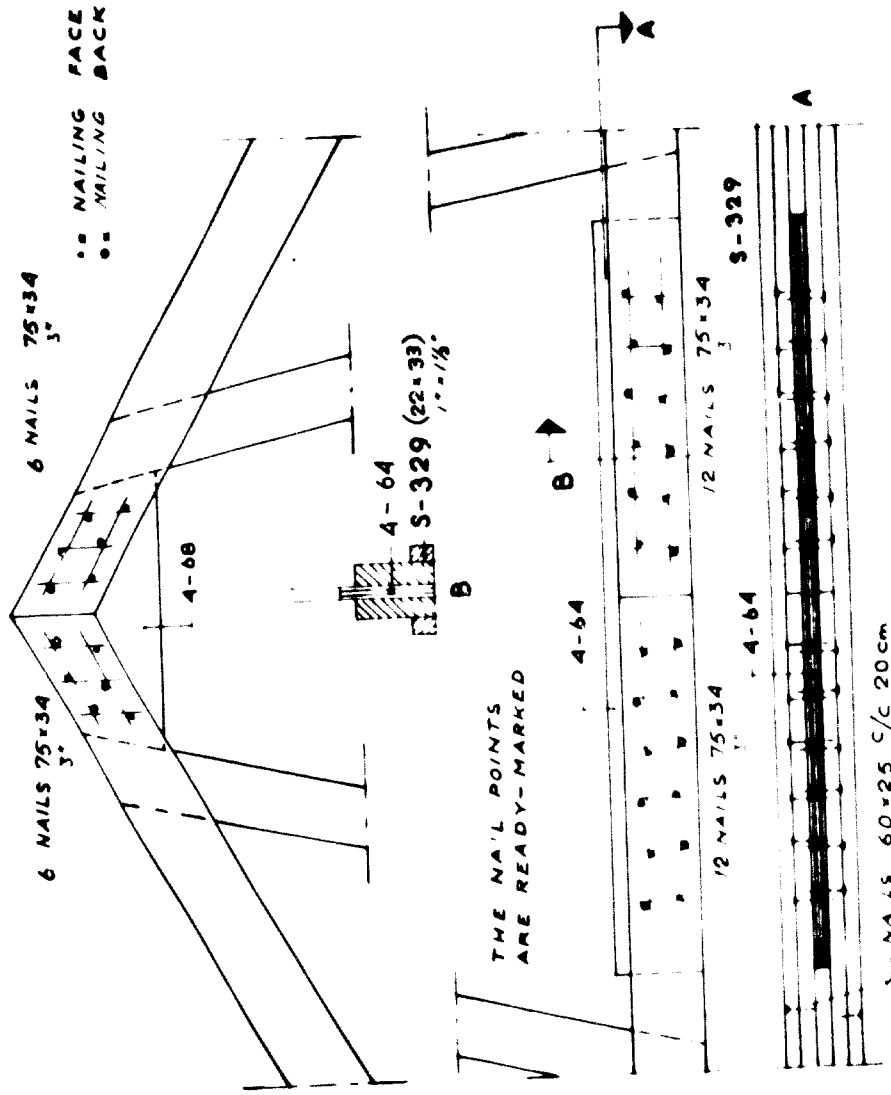 • = NAILING FACE
o = NAILING BACK
6 NAILS 75×34
3"
6 NAILS 75×34
3"
4-68
4-64
S-329 (22×33)
1"×1½"
B
THE NAIL POINTS
ARE READY-MARKED
B
4-64
A
12 NAILS 75×34
3"
12 NAILS 75×34
3"
4-64
S-329
A
NAILS 60×25 C/C 20cm